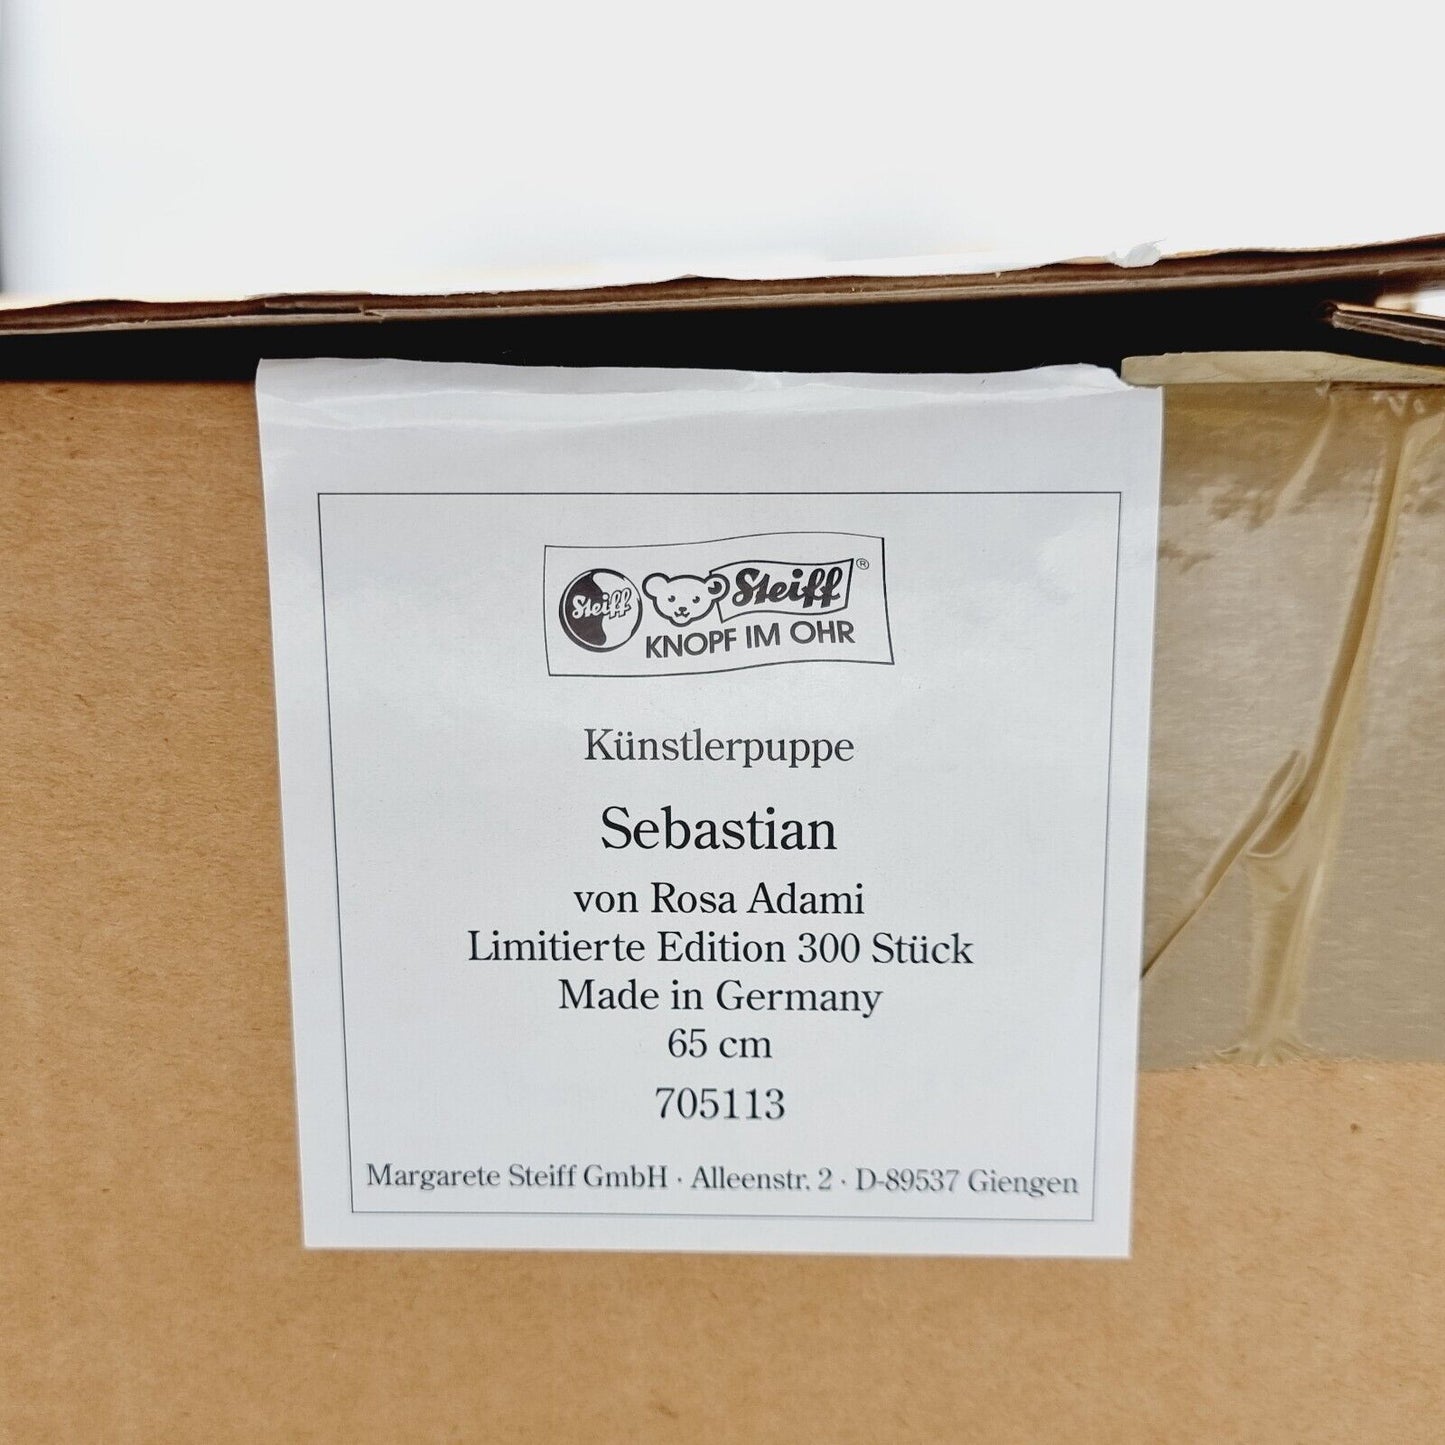 Steiff
Steiff®
KNOPF IM OHR
Künstlerpuppe
Sebastian
von Rosa Adami
Limitierte Edition 300 Stück
Made in Germany
65 cm
705113
Margarete Steiff GmbH · Alleenstr. 2 · D-89537 Giengen